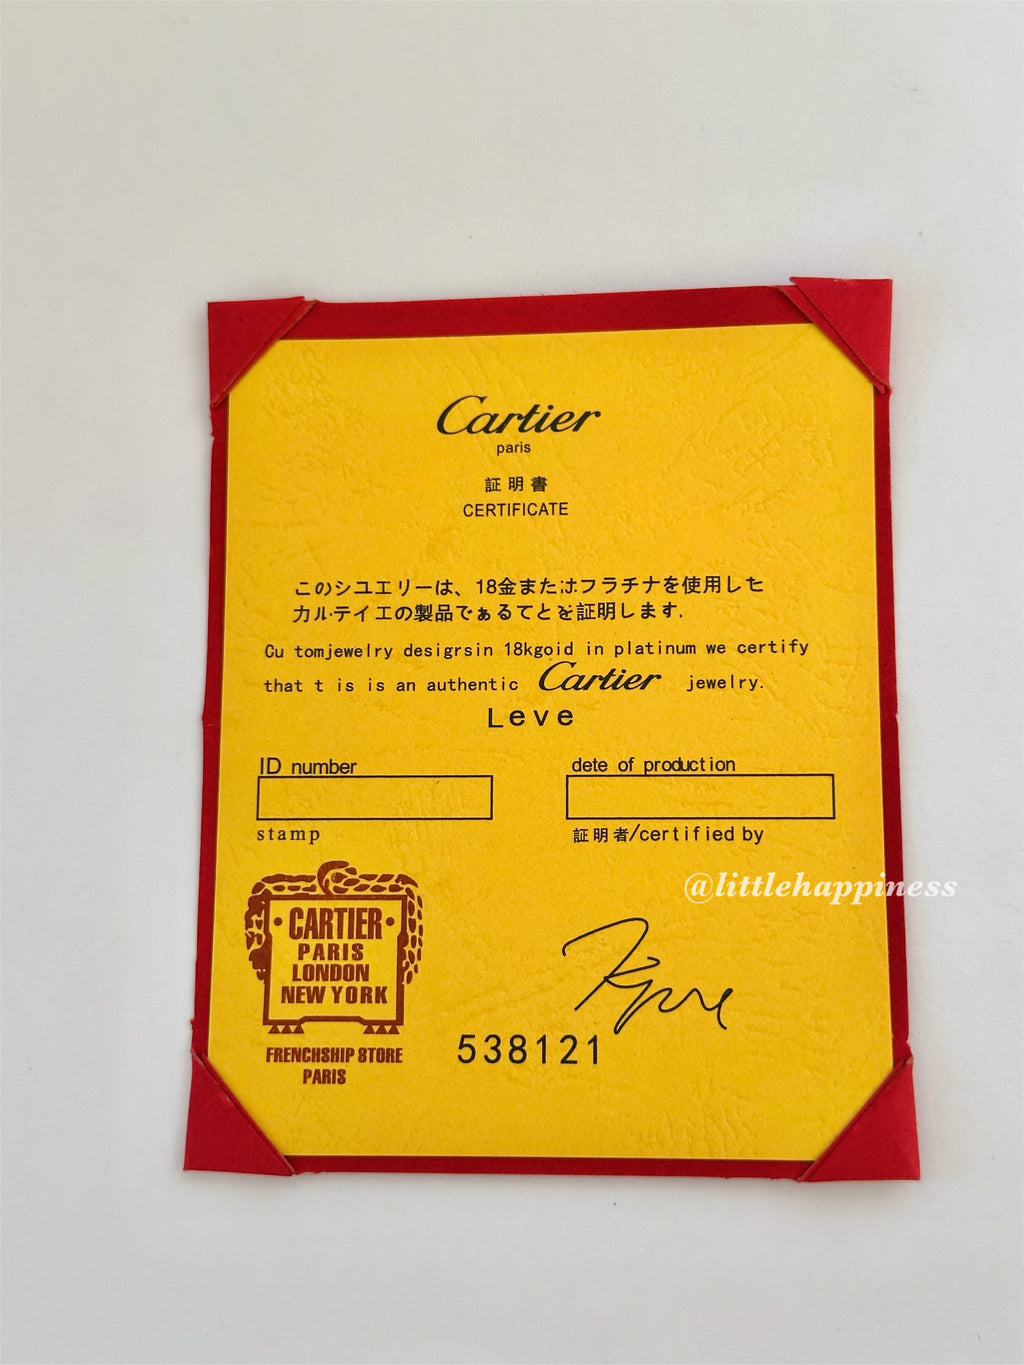 Cartier
paris
証明書
CERTIFICATE
このシユエリーは、18金またはフラチナを使用した
カルテイエの製品でぁるてとを証明します.
Cu tomjewelry desigrsin 18kgoid in platinum we certify
that t is is an authentic Cartier jewelry.
Leve
ID number
dete of production
stamp
証明者/certified by
@littlehappiness
CARTIER
PARIS
LONDON
NEW YORK
FRENCHSHIP STORE
PARIS
538121